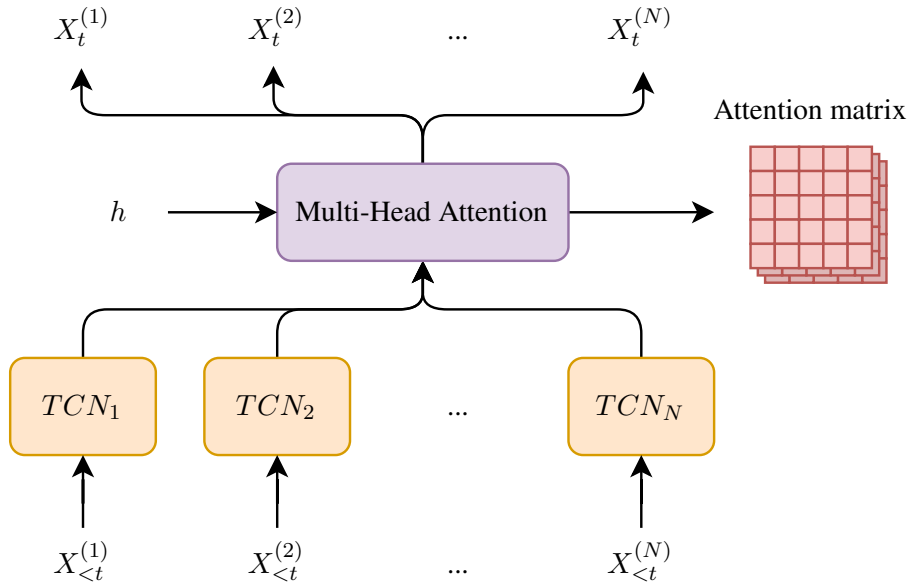 $X_t^{(1)}$ $X_t^{(2)}$ ... $X_t^{(N)}$
Attention matrix
$h$ Multi-Head Attention
$TCN_1$ $TCN_2$ ... $TCN_N$
$X_{<t}^{(1)}$ $X_{<t}^{(2)}$ ... $X_{<t}^{(N)}$